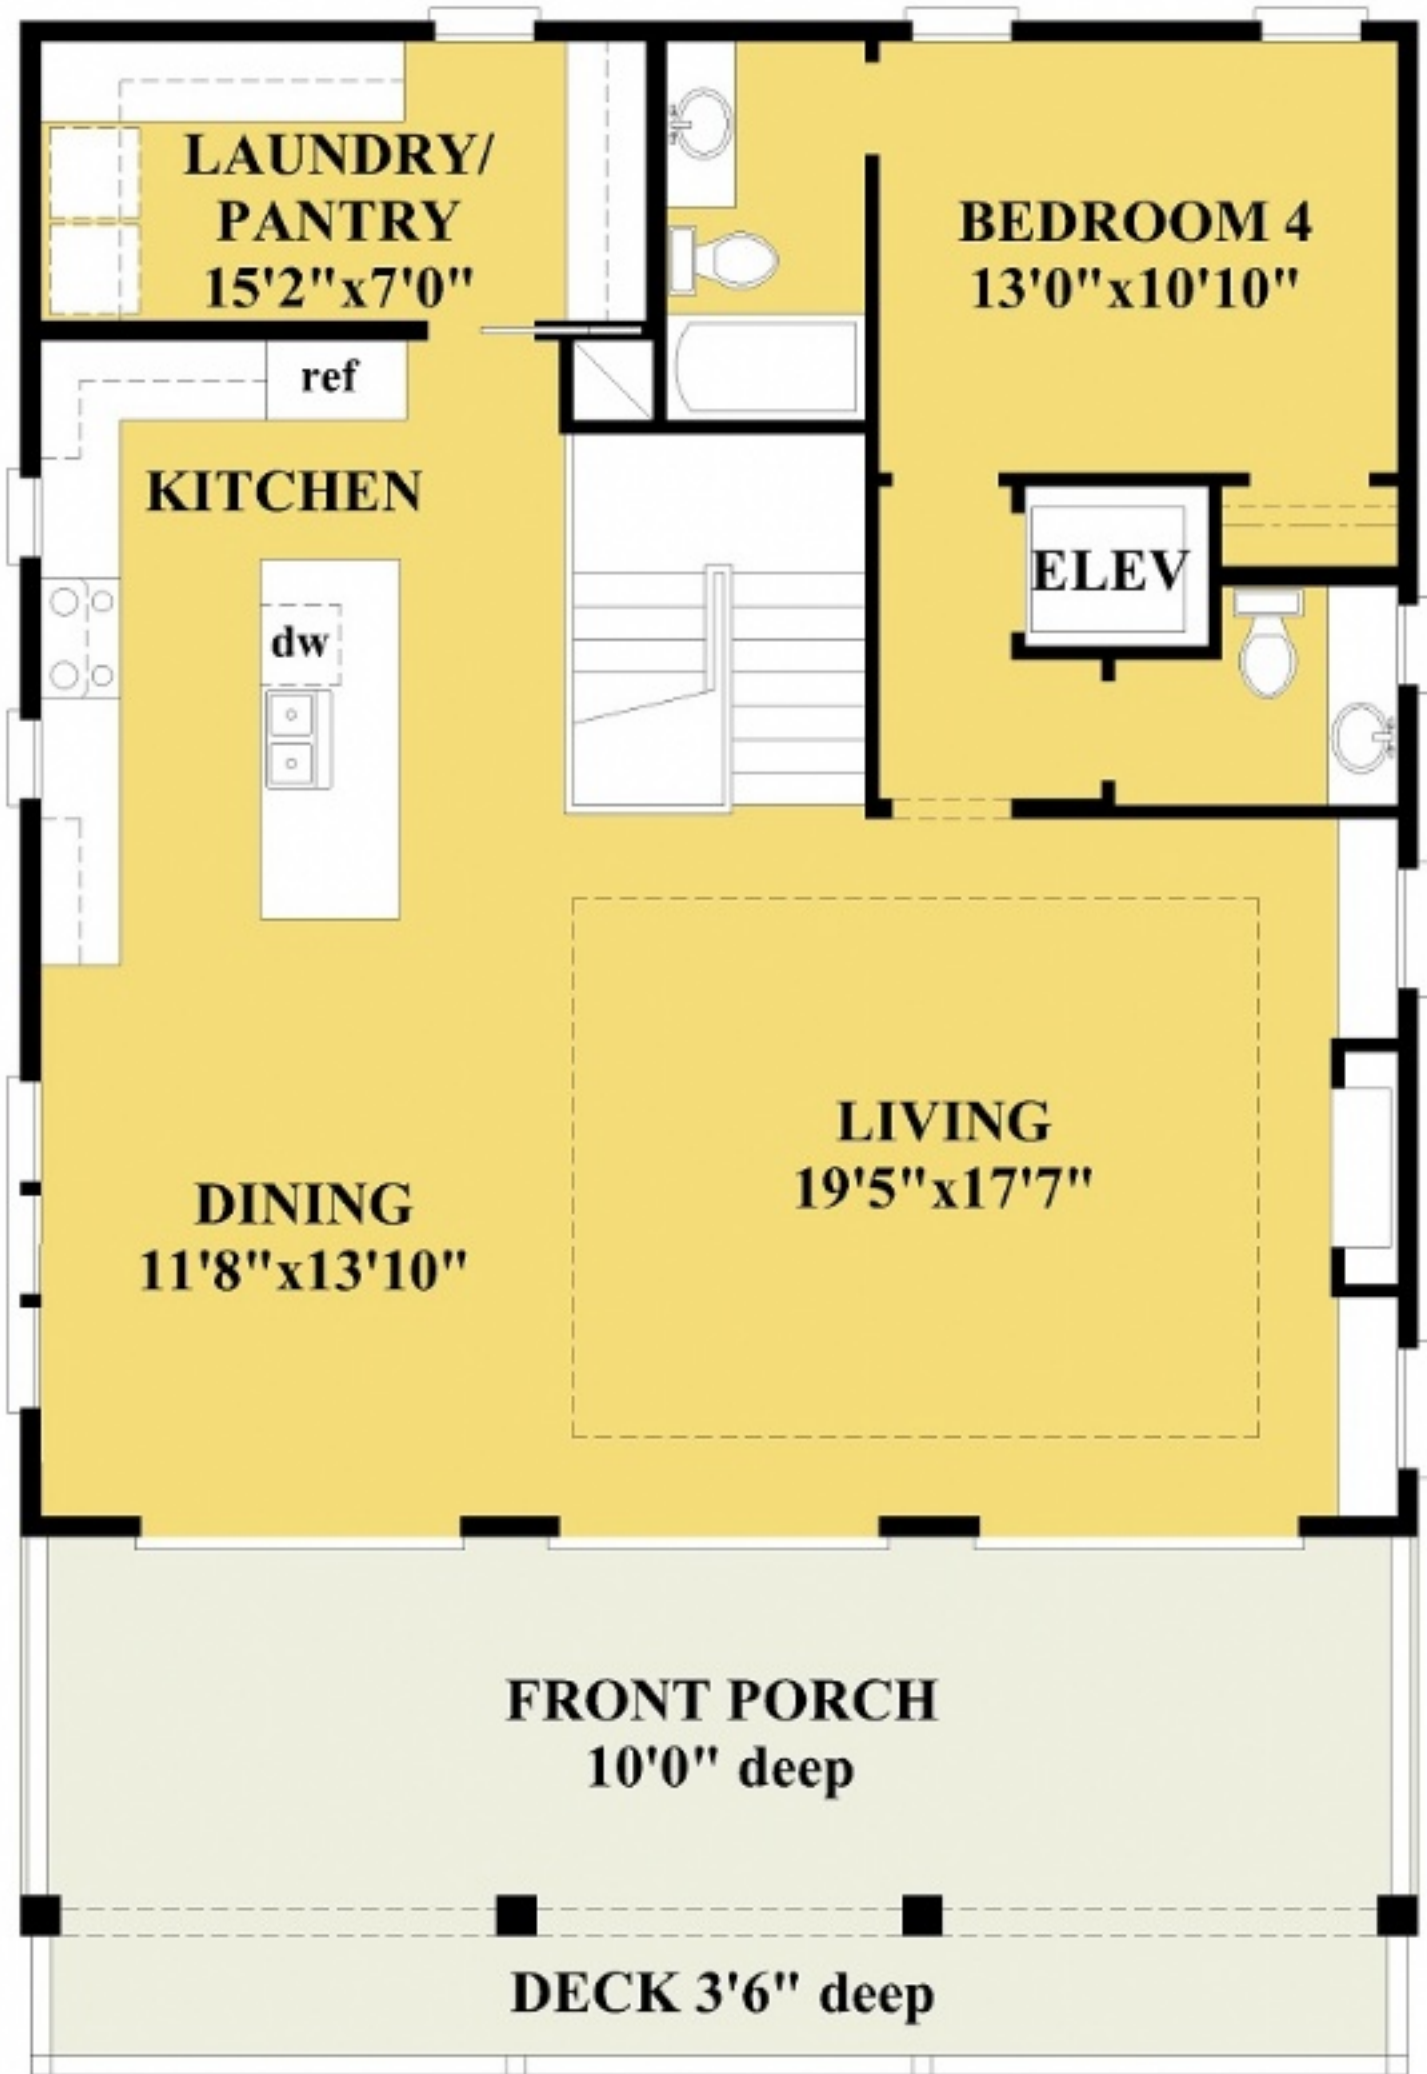 LAUNDRY/
PANTRY
15'2"x7'0"
BEDROOM 4
13'0"x10'10"
ref
KITCHEN
ELEV
dw
LIVING
19'5"x17'7"
DINING
11'8"x13'10"
FRONT PORCH
10'0" deep
DECK 3'6" deep